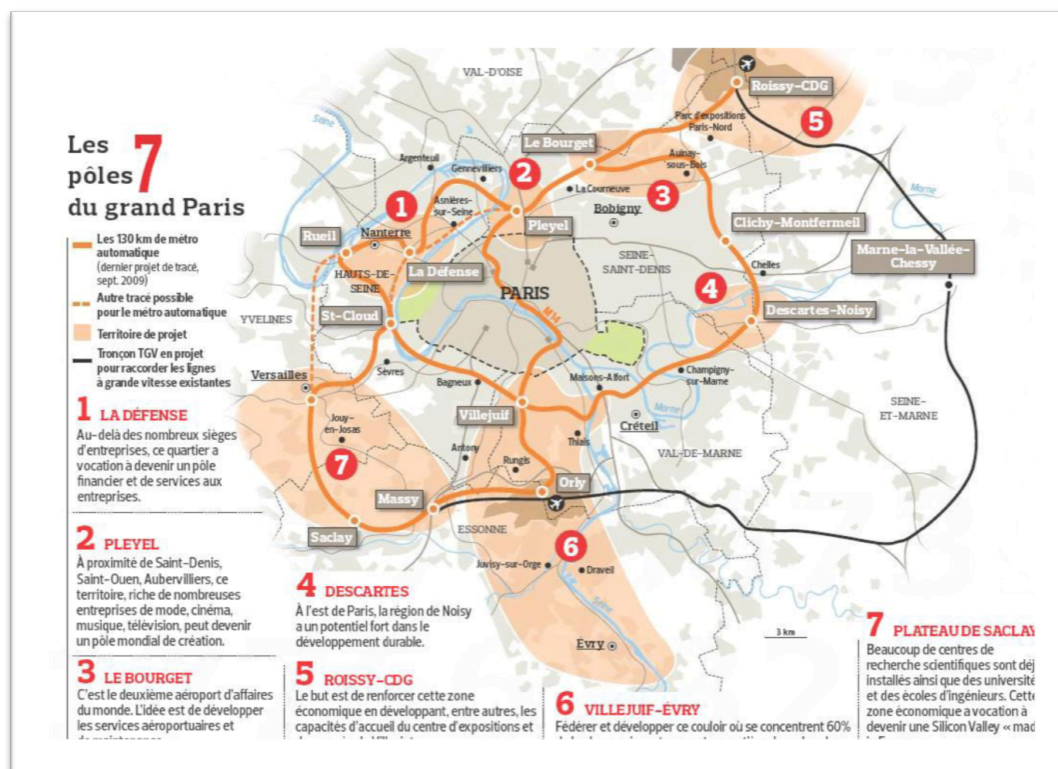 Les 7
pôles
du grand Paris
Les 130 km de métro
automatique
(dernier projet de tracé,
sept. 2009)
Autre tracé possible
pour le métro automatique
Territoire de projet
Tronçon TGV en projet
pour raccorder les lignes
à grande vitesse existantes
1 LA DÉFENSE
Au-delà des nombreux sièges
d'entreprises, ce quartier a
vocation à devenir un pôle
financier et de services aux
entreprises.
2 PLEYEL
À proximité de Saint-Denis,
Saint-Ouen, Aubervilliers, ce
territoire, riche de nombreuses
entreprises de mode, cinéma,
musique, télévision, peut devenir
un pôle mondial de création.
3 LE BOURGET
C'est le deuxième aéroport d'affaires
du monde. L'idée est de développer
les services aéroportuaires et
4 DESCARTES
À l'est de Paris, la région de Noisy
a un potentiel fort dans le
développement durable.
5 ROISSY-CDG
Le but est de renforcer cette zone
économique en développant, entre autres, les
capacités d'accueil du centre d'expositions et
6 VILLEJUIF-ÉVRY
Fédérer et développer ce couloir où se concentrent 60%
7 PLATEAU DE SACLAY
Beaucoup de centres de
recherche scientifiques sont déj
installés ainsi que des université
et des écoles d'ingénieurs. Cette
zone économique a vocation à
devenir une Silicon Valley « mad
VAL-D'OISE
Roissy-CDG
5
Parc d'expositions
Paris-Nord
Seine
Le Bourget
Argenteuil
Gennevilliers
2
Aulnay-
sous-Bois
La Courneuve
3
Marne
1
Asnières-
sur-Seine
Bobigny
Pleyel
Clichy-Montfermeil
Rueil
Nanterre
Marne-la-Vallée-
Chessy
HAUTS-DE-
SEINE
La Défense
SEINE-
SAINT-DENIS
Chelles
PARIS
4
M14
St-Cloud
Descartes-Noisy
YVELINES
Sèvres
Versailles
Bagneux
Maisons-Alfort
Champigny-
sur-Marne
Marne
SEINE-
ET-MARNE
Villejuif
Jouy-
en-Josas
Créteil
Thiais
Antony
VAL-DE-MARNE
Rungis
7
Orly
Massy
Saclay
ESSONNE
6
Juvisy-sur-Orge
Draveil
Seine
Évry
3 km